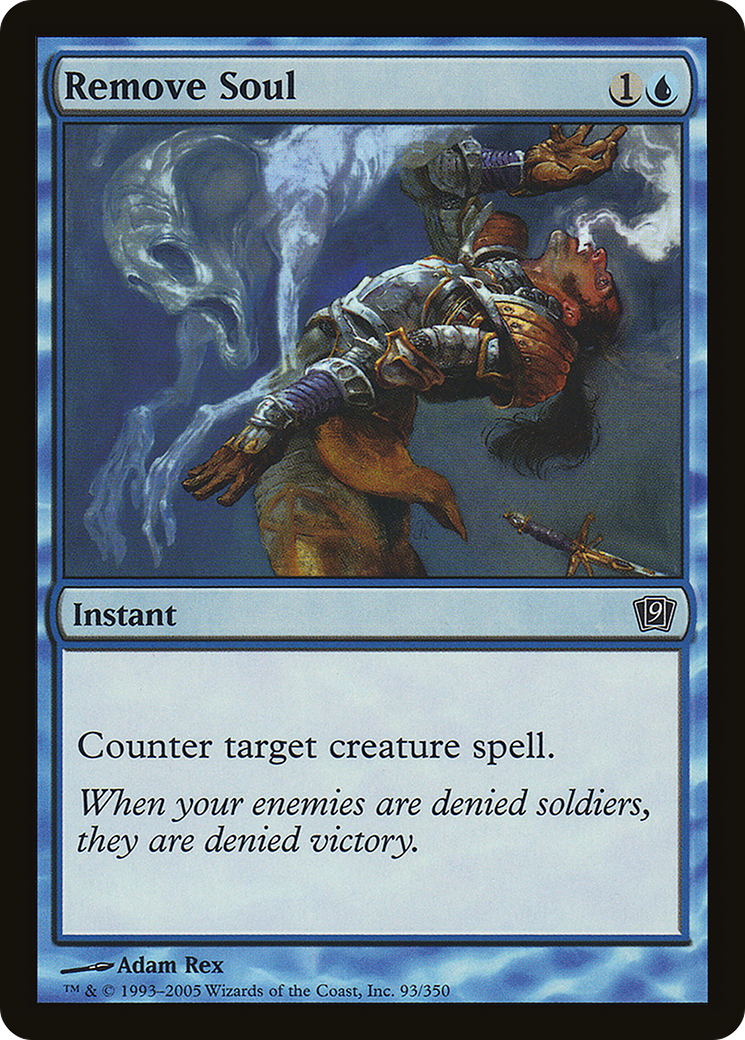 Remove Soul 1
Instant 9
Counter target creature spell.
When your enemies are denied soldiers,
they are denied victory.
Adam Rex
™ & © 1993–2005 Wizards of the Coast, Inc. 93/350